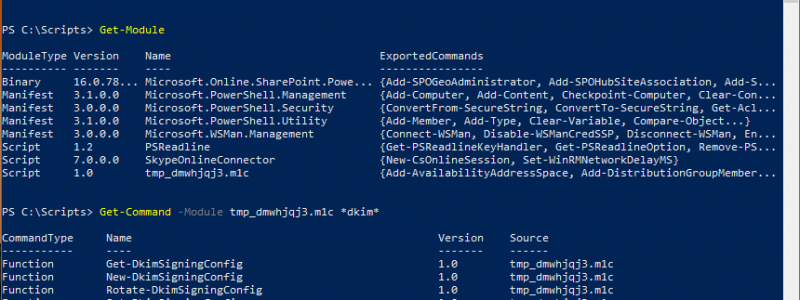 PS C:\Scripts> Get-Module
ModuleType Version Name ExportedCommands
---------- ------- ---- ----------------
Binary 16.0.78... Microsoft.Online.SharePoint.Powe... {Add-SPOGeoAdministrator, Add-SPOHubSiteAssociation, Add-S...
Manifest 3.1.0.0 Microsoft.PowerShell.Management {Add-Computer, Add-Content, Checkpoint-Computer, Clear-Con...
Manifest 3.0.0.0 Microsoft.PowerShell.Security {ConvertFrom-SecureString, ConvertTo-SecureString, Get-Acl...
Manifest 3.1.0.0 Microsoft.PowerShell.Utility {Add-Member, Add-Type, Clear-Variable, Compare-Object...}
Manifest 3.0.0.0 Microsoft.WSMan.Management {Connect-WSMan, Disable-WSManCredSSP, Disconnect-WSMan, En...
Script 1.2 PSReadline {Get-PSReadlineKeyHandler, Get-PSReadlineOption, Remove-PS...
Script 7.0.0.0 SkypeOnlineConnector {New-CsOnlineSession, Set-WinRMNetworkDelayMS}
Script 1.0 tmp_dmwhjqj3.m1c {Add-AvailabilityAddressSpace, Add-DistributionGroupMember...
PS C:\Scripts> Get-Command -Module tmp_dmwhjqj3.m1c *dkim*
CommandType Name Version Source
----------- ---- ------- ------
Function Get-DkimSigningConfig 1.0 tmp_dmwhjqj3.m1c
Function New-DkimSigningConfig 1.0 tmp_dmwhjqj3.m1c
Function Rotate-DkimSigningConfig 1.0 tmp_dmwhjqj3.m1c